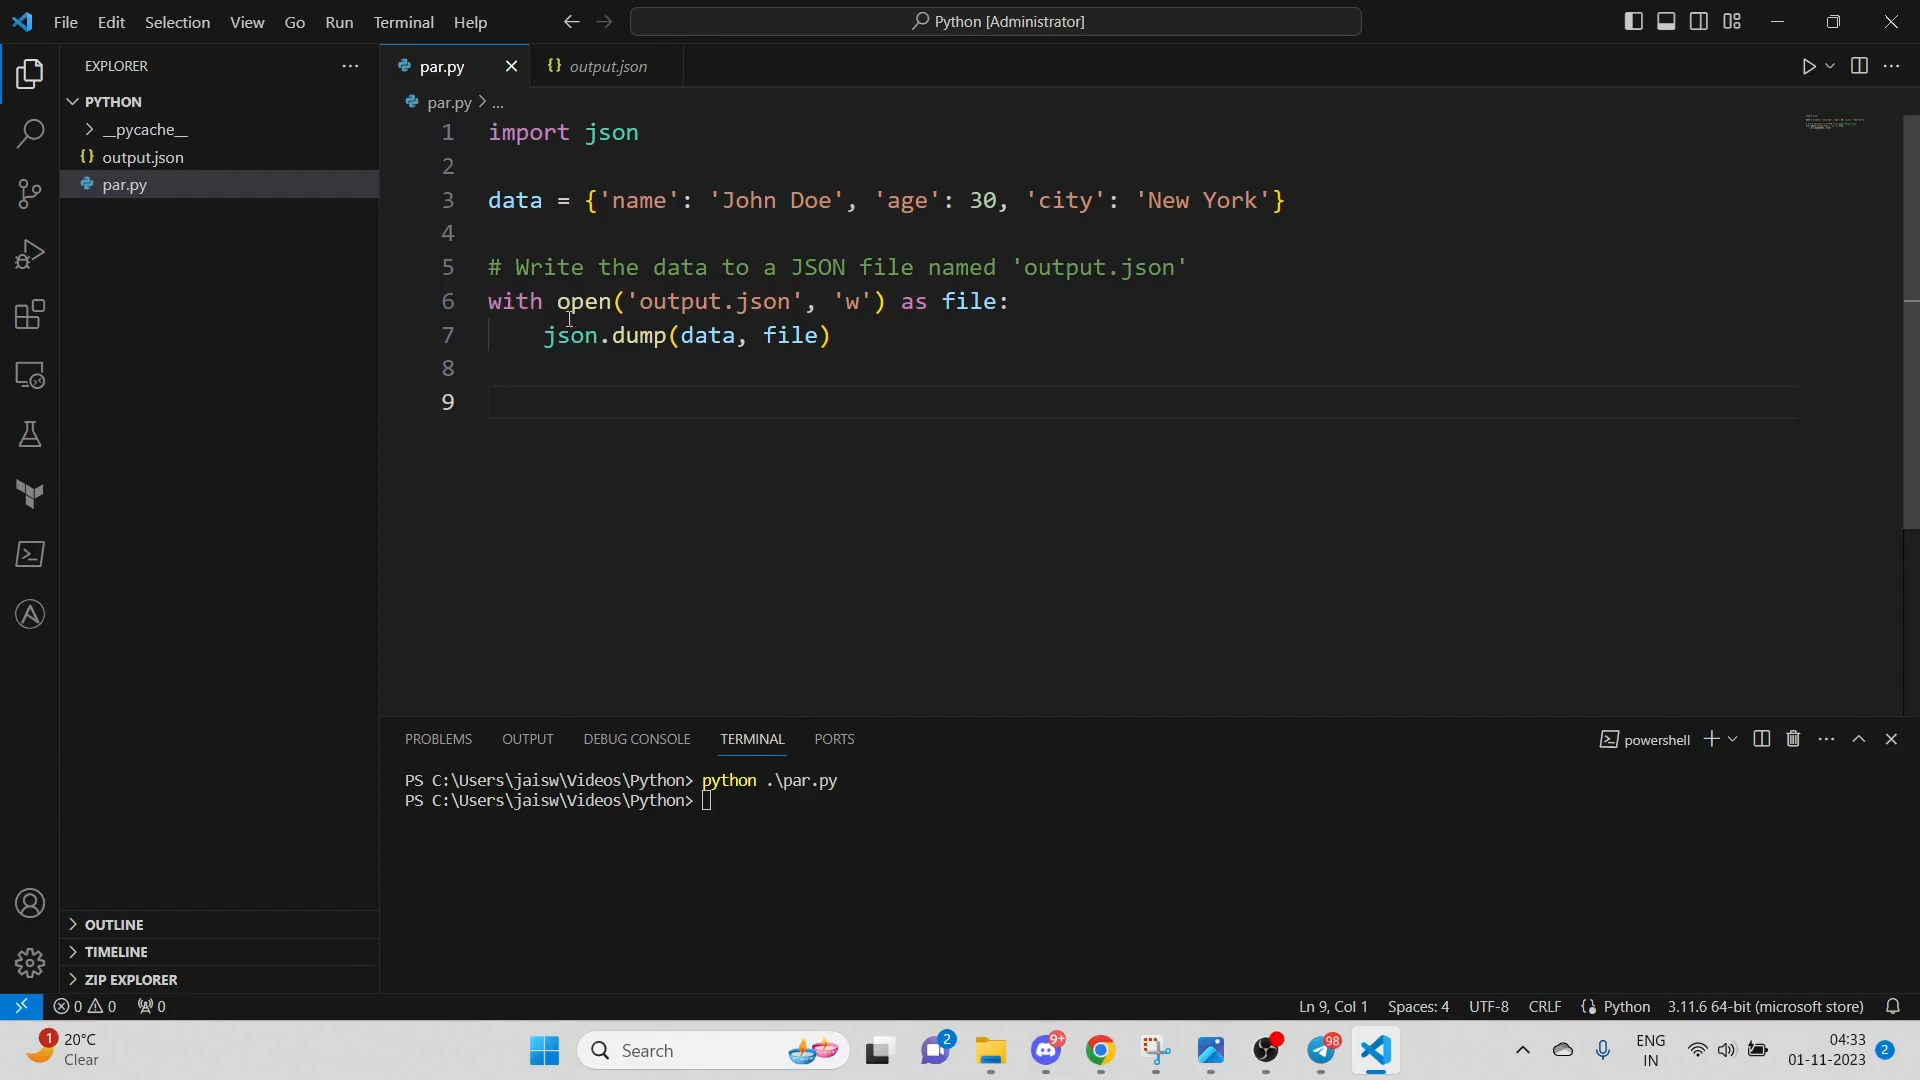 File Edit Selection View Go Run Terminal Help
Python [Administrator]
EXPLORER
PYTHON
__pycache__
output.json
par.py
OUTLINE
TIMELINE
ZIP EXPLORER
par.py
output.json
par.py > ...
1 import json
2
3 data = {'name': 'John Doe', 'age': 30, 'city': 'New York'}
4
5 # Write the data to a JSON file named 'output.json'
6 with open('output.json', 'w') as file:
7 json.dump(data, file)
8
9
PROBLEMS OUTPUT DEBUG CONSOLE TERMINAL PORTS
powershell
PS C:\Users\jaisw\Videos\Python> python .\par.py
PS C:\Users\jaisw\Videos\Python>
0 0 0
Ln 9, Col 1 Spaces: 4 UTF-8 CRLF Python 3.11.6 64-bit (microsoft store)
1 20°C
Clear
Search
2
9+
98
ENG
IN
04:33
01-11-2023
2